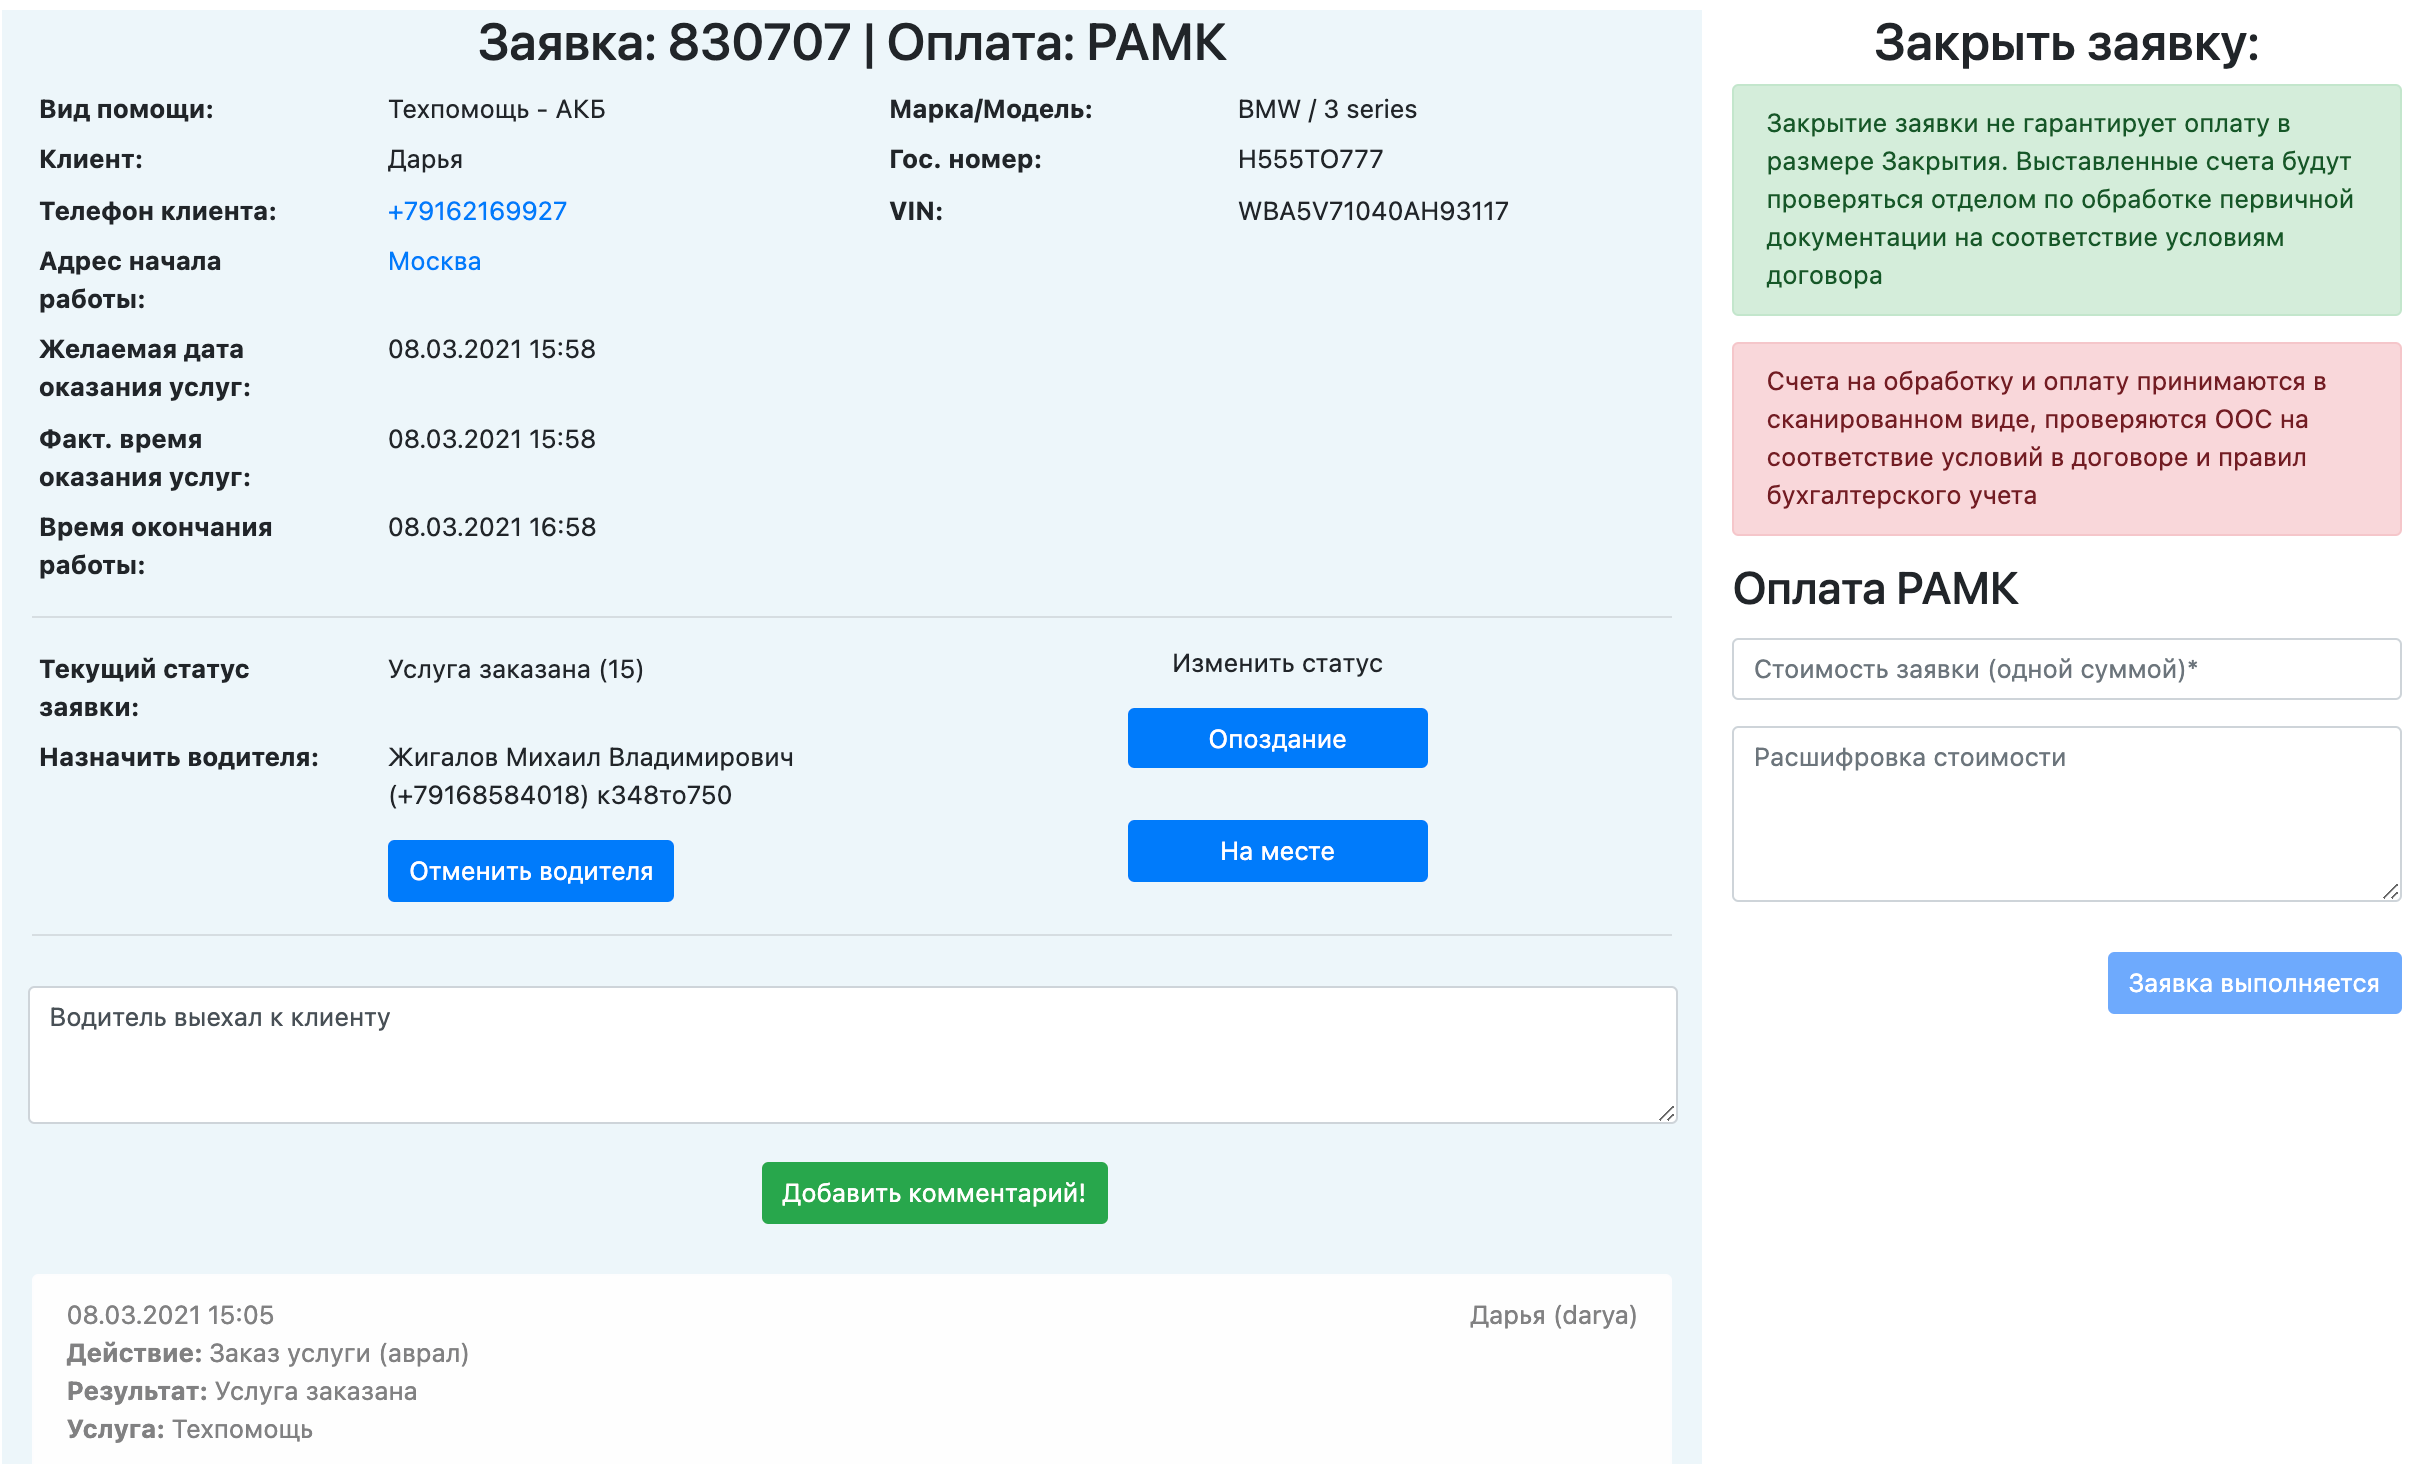 Заявка: 830707 | Оплата: РАМК
Вид помощи: Техпомощь - АКБ
Клиент: Дарья
Телефон клиента: +79162169927
Адрес начала
работы: Москва
Желаемая дата
оказания услуг: 08.03.2021 15:58
Факт. время
оказания услуг: 08.03.2021 15:58
Время окончания
работы: 08.03.2021 16:58
Марка/Модель: BMW / 3 series
Гос. номер: Н555ТО777
VIN: WBA5V71040AH93117
Текущий статус
заявки: Услуга заказана (15)
Назначить водителя: Жигалов Михаил Владимирович
(+79168584018) к348то750
Отменить водителя
Изменить статус
Опоздание
На месте
Водитель выехал к клиенту
Добавить комментарий!
08.03.2021 15:05 Дарья (darya)
Действие: Заказ услуги (аврал)
Результат: Услуга заказана
Услуга: Техпомощь
Закрыть заявку:
Закрытие заявки не гарантирует оплату в
размере Закрытия. Выставленные счета будут
проверяться отделом по обработке первичной
документации на соответствие условиям
договора
Счета на обработку и оплату принимаются в
сканированном виде, проверяются ООС на
соответствие условий в договоре и правил
бухгалтерского учета
Оплата РАМК
Стоимость заявки (одной суммой)*
Расшифровка стоимости
Заявка выполняется